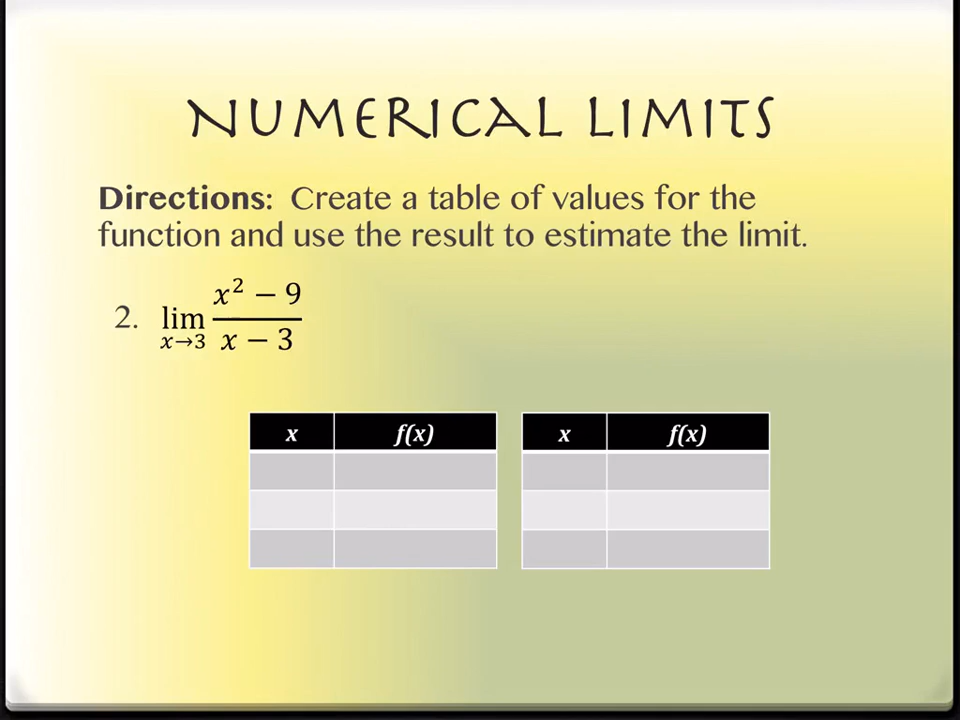 Numerical Limits
Directions: Create a table of values for the
function and use the result to estimate the limit.
2. lim x→3 x² − 9 / x − 3
x f(x) x f(x)